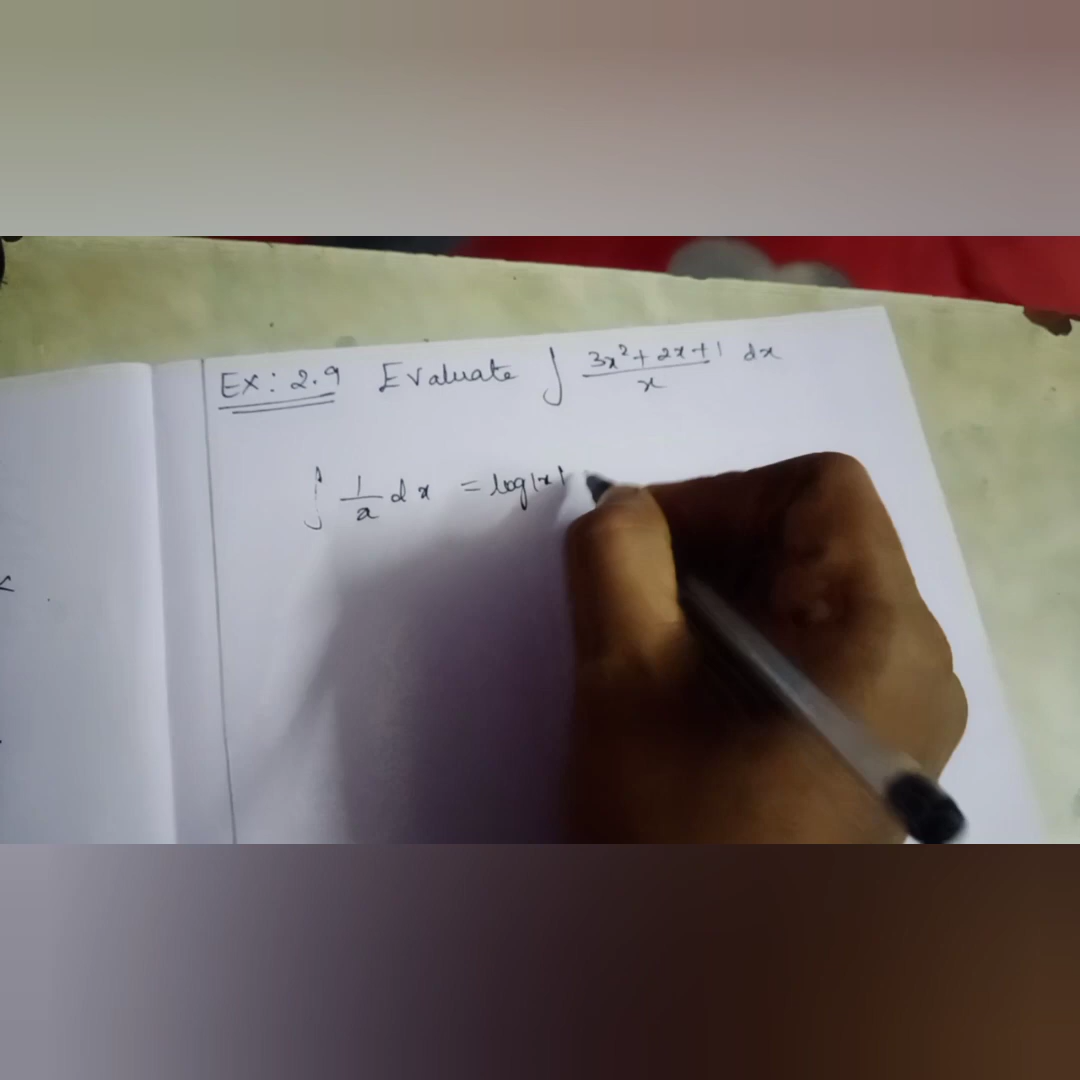 Ex: 2.9 Evaluate ∫ (3x² + 2x + 1)/x dx
∫ 1/x dx = log|x|